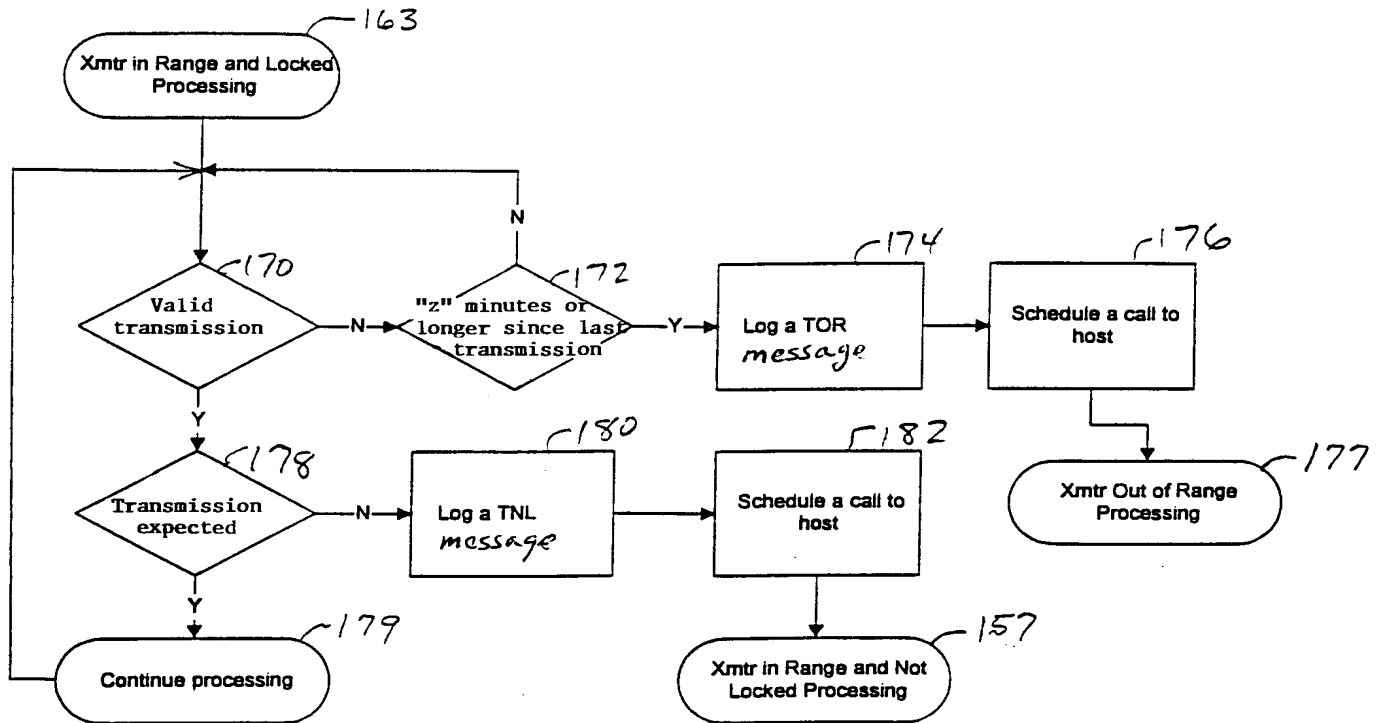 163
Xmtr in Range and Locked
Processing
N
170
Valid
transmission
N
172
"z" minutes or
longer since last
transmission
Y
174
Log a TOR
message
176
Schedule a call to
host
177
Xmtr Out of Range
Processing
Y
178
Transmission
expected
N
180
Log a TNL
message
182
Schedule a call to
host
157
Xmtr in Range and Not
Locked Processing
Y
179
Continue processing